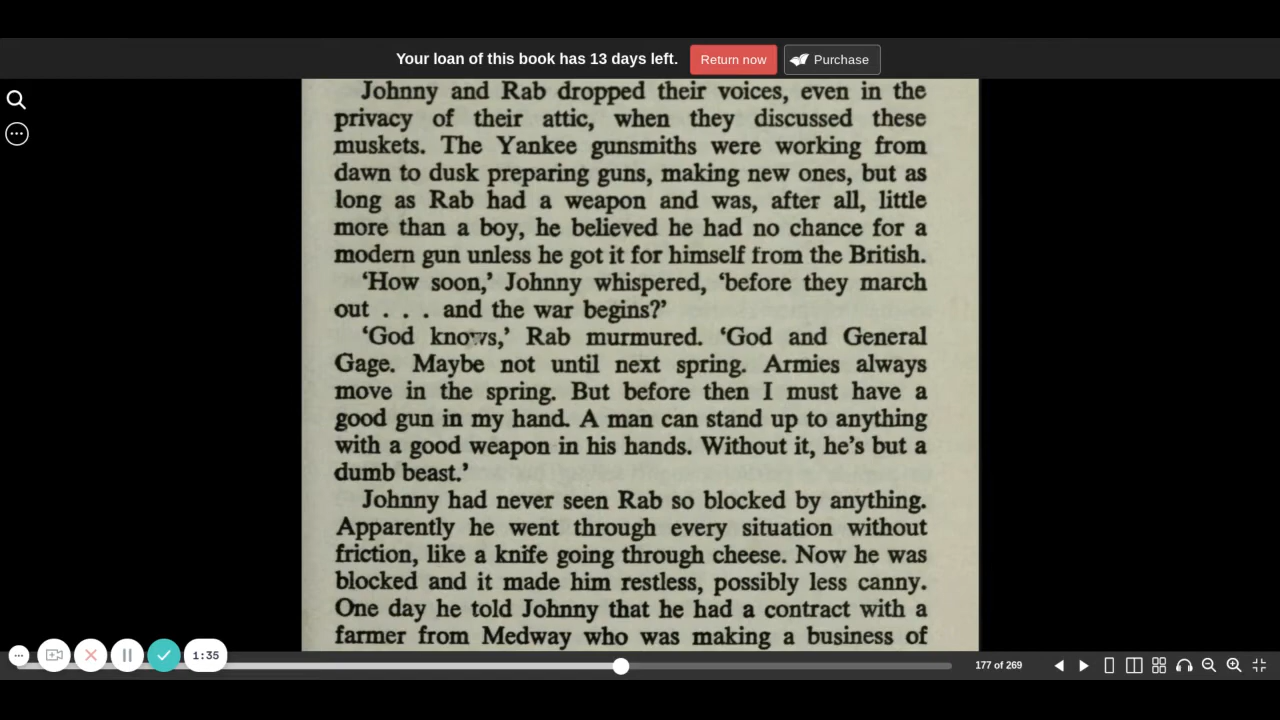 Your loan of this book has 13 days left. Return now Purchase
Johnny and Rab dropped their voices, even in the
privacy of their attic, when they discussed these
muskets. The Yankee gunsmiths were working from
dawn to dusk preparing guns, making new ones, but as
long as Rab had a weapon and was, after all, little
more than a boy, he believed he had no chance for a
modern gun unless he got it for himself from the British.
‘How soon,’ Johnny whispered, ‘before they march
out . . . and the war begins?’
‘God knows,’ Rab murmured. ‘God and General
Gage. Maybe not until next spring. Armies always
move in the spring. But before then I must have a
good gun in my hand. A man can stand up to anything
with a good weapon in his hands. Without it, he’s but a
dumb beast.’
Johnny had never seen Rab so blocked by anything.
Apparently he went through every situation without
friction, like a knife going through cheese. Now he was
blocked and it made him restless, possibly less canny.
One day he told Johnny that he had a contract with a
farmer from Medway who was making a business of
1:35
177 of 269